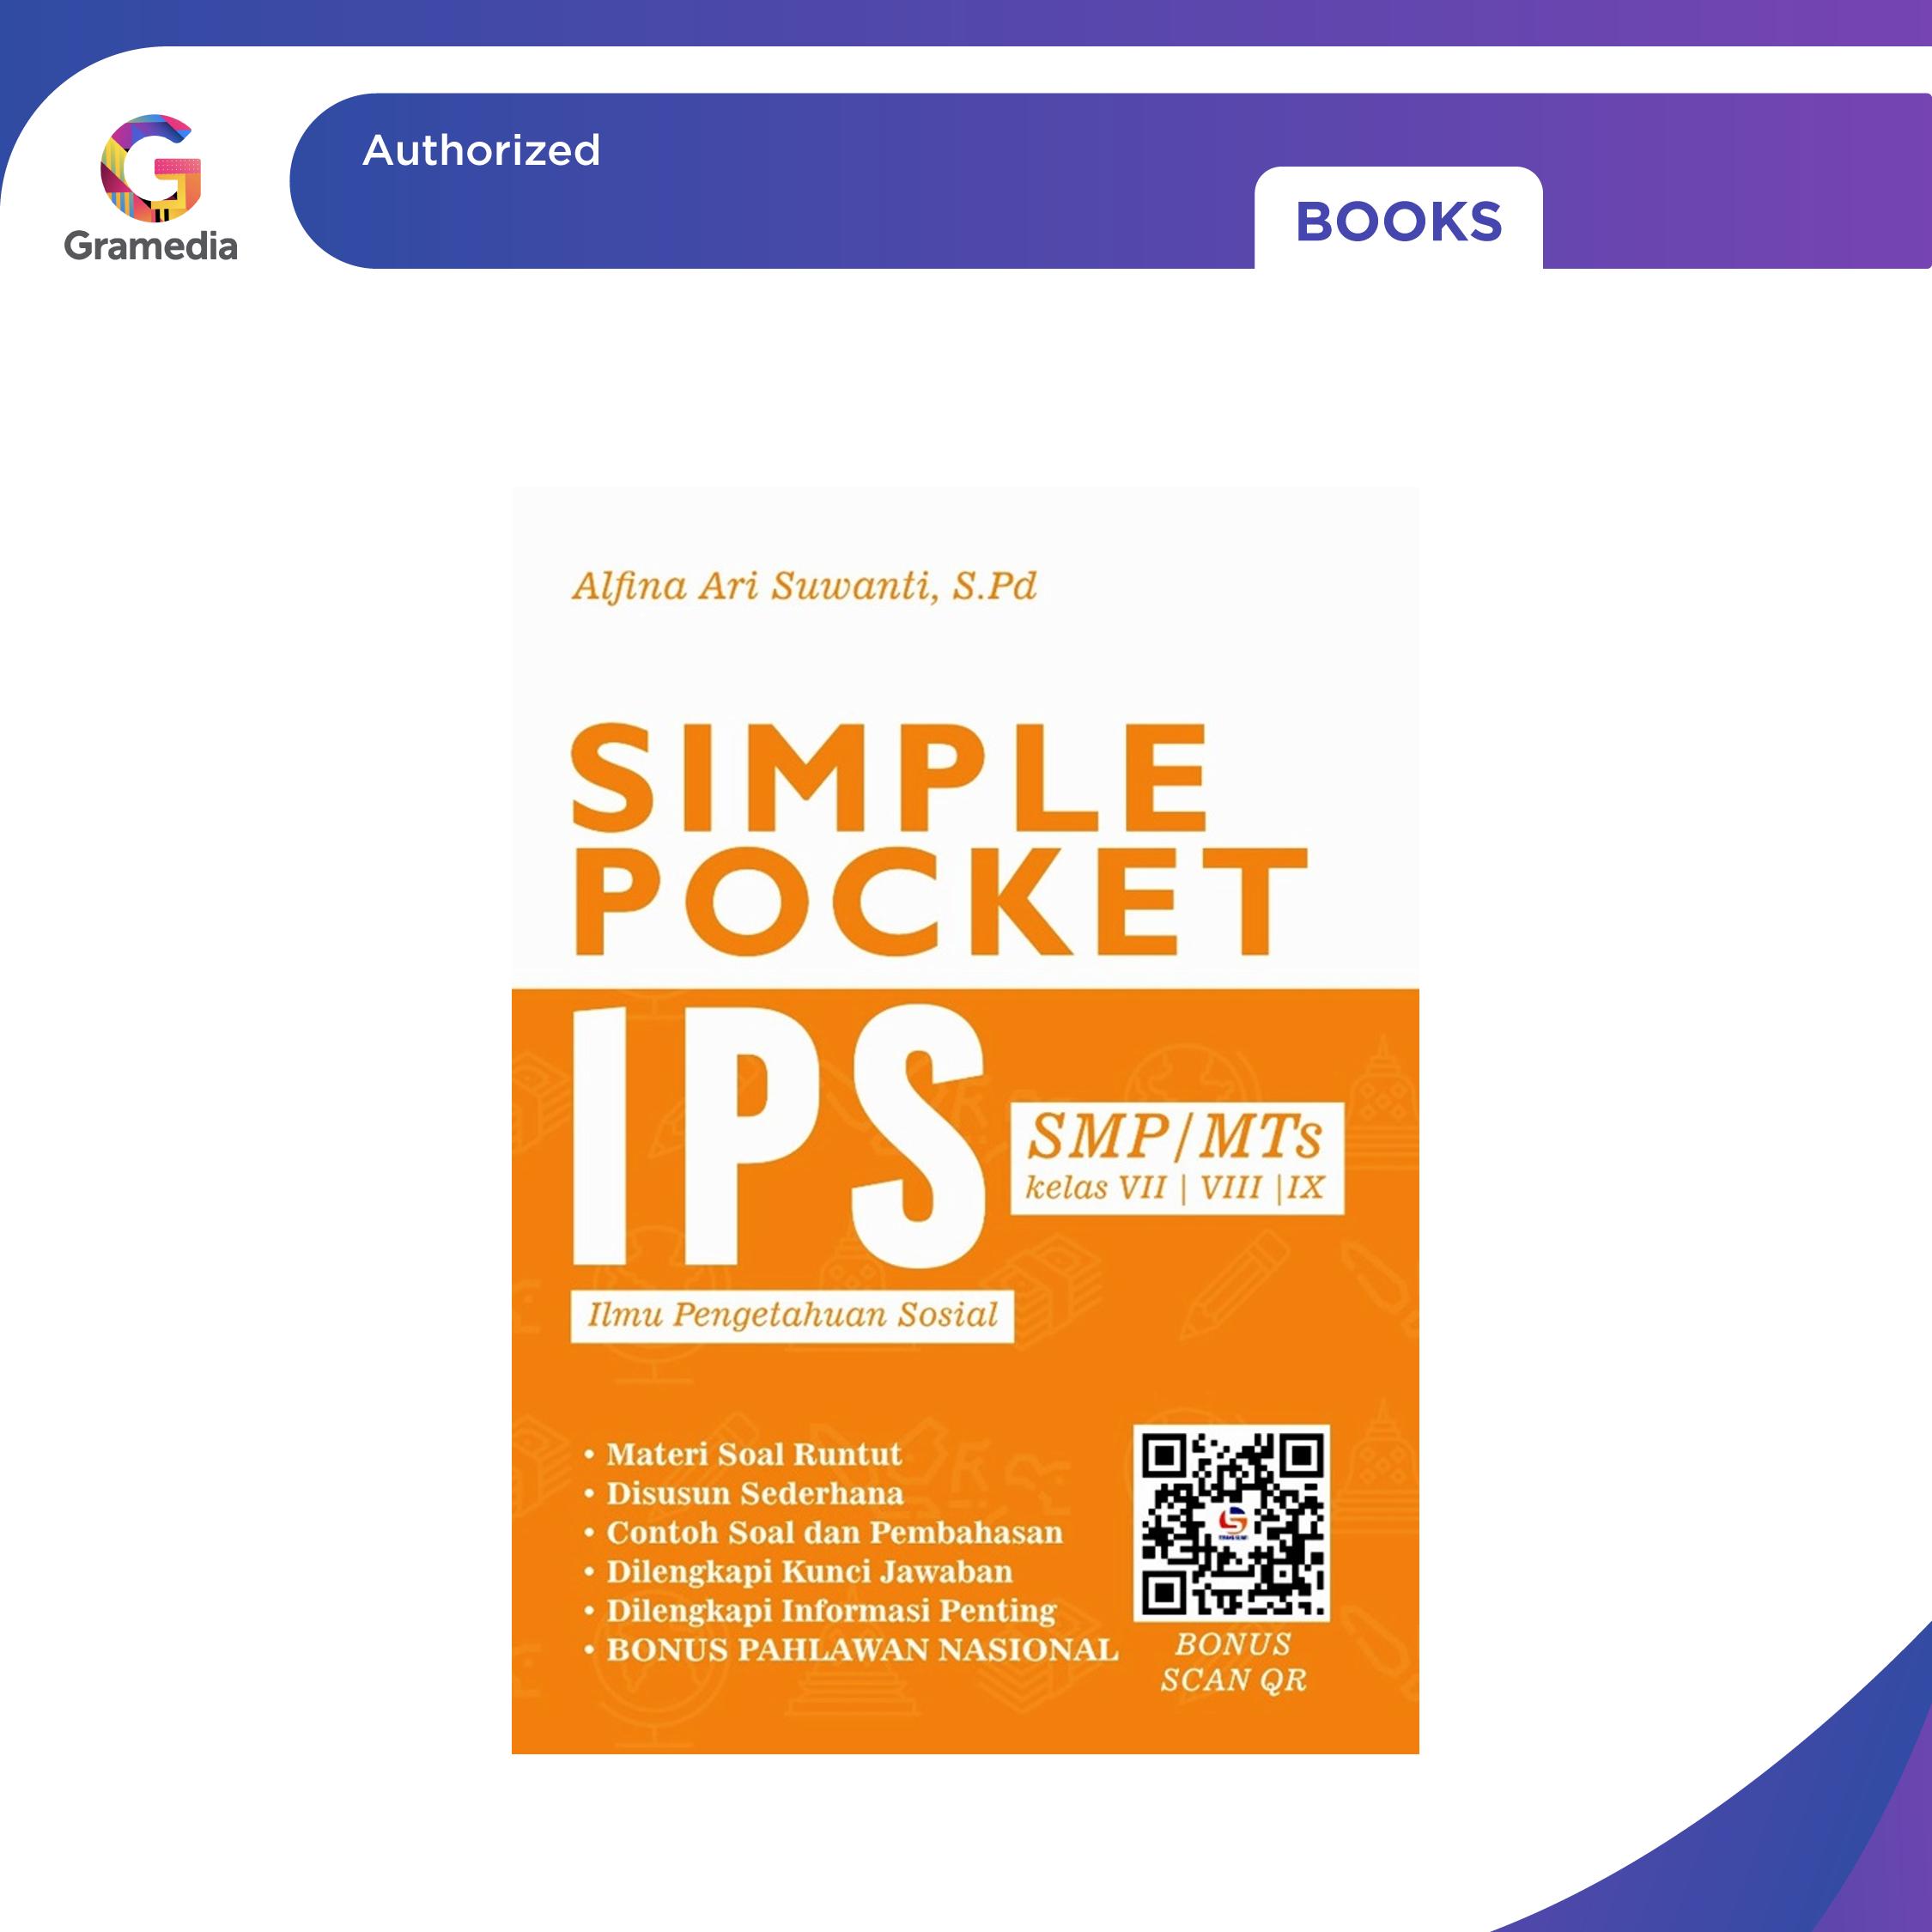 Authorized
BOOKS
Gramedia
Alfina Ari Suwanti, S.Pd
SIMPLE
POCKET
IPS
SMP/MTs
kelas VII | VIII |IX
Ilmu Pengetahuan Sosial
• Materi Soal Runtut
• Disusun Sederhana
• Contoh Soal dan Pembahasan
• Dilengkapi Kunci Jawaban
• Dilengkapi Informasi Penting
• BONUS PAHLAWAN NASIONAL
BONUS
SCAN QR